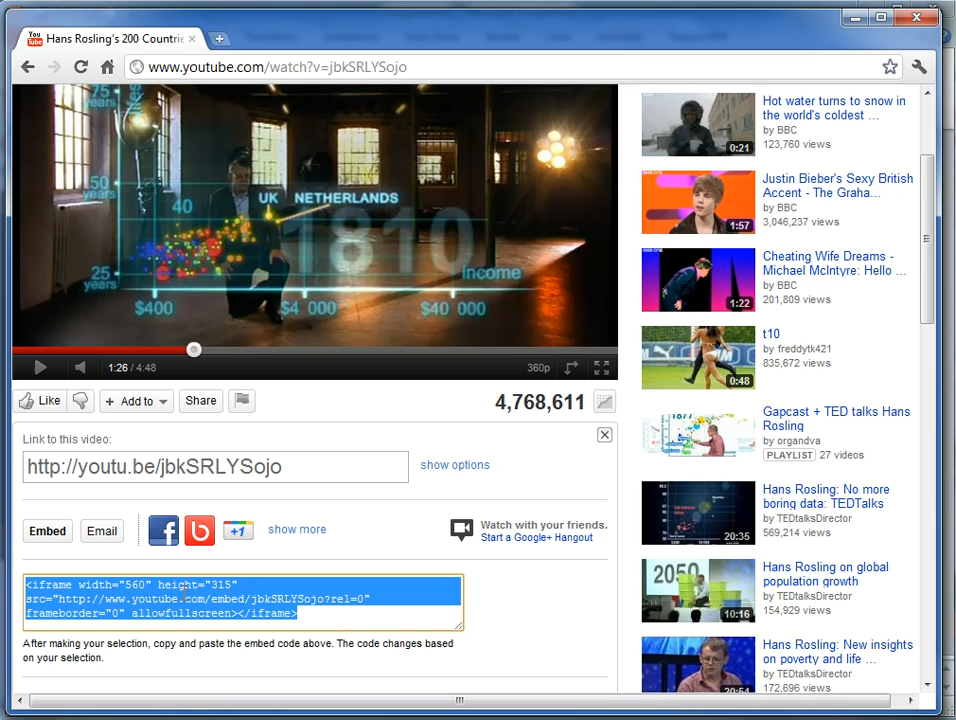 You Tube
Hans Rosling's 200 Countrie
www.youtube.com/watch?v=jbkSRLYSojo
75
years
50
years
25
years
40
UK NETHERLANDS
1810
income
$400
$4 000
$40 000
1:26 / 4:48
360p
Like
+ Add to
Share
4,768,611
Link to this video:
http://youtu.be/jbkSRLYSojo
show options
Embed
Email
f
b
+1
show more
Watch with your friends.
Start a Google+ Hangout
<iframe width="560" height="315"
src="http://www.youtube.com/embed/jbkSRLYSojo?rel=0"
frameborder="0" allowfullscreen></iframe>
After making your selection, copy and paste the embed code above. The code changes based
on your selection.
0:21
Hot water turns to snow in
the world's coldest ...
by BBC
123,760 views
1:57
Justin Bieber's Sexy British
Accent - The Graha...
by BBC
3,046,237 views
1:22
Cheating Wife Dreams -
Michael McIntyre: Hello ...
by BBC
201,809 views
0:48
t10
by freddytk421
835,672 views
Gapcast + TED talks Hans
Rosling
by organdva
PLAYLIST 27 videos
20:35
Hans Rosling: No more
boring data: TEDTalks
by TEDtalksDirector
569,214 views
2050
10:16
Hans Rosling on global
population growth
by TEDtalksDirector
154,929 views
20:54
Hans Rosling: New insights
on poverty and life ...
by TEDtalksDirector
172,696 views